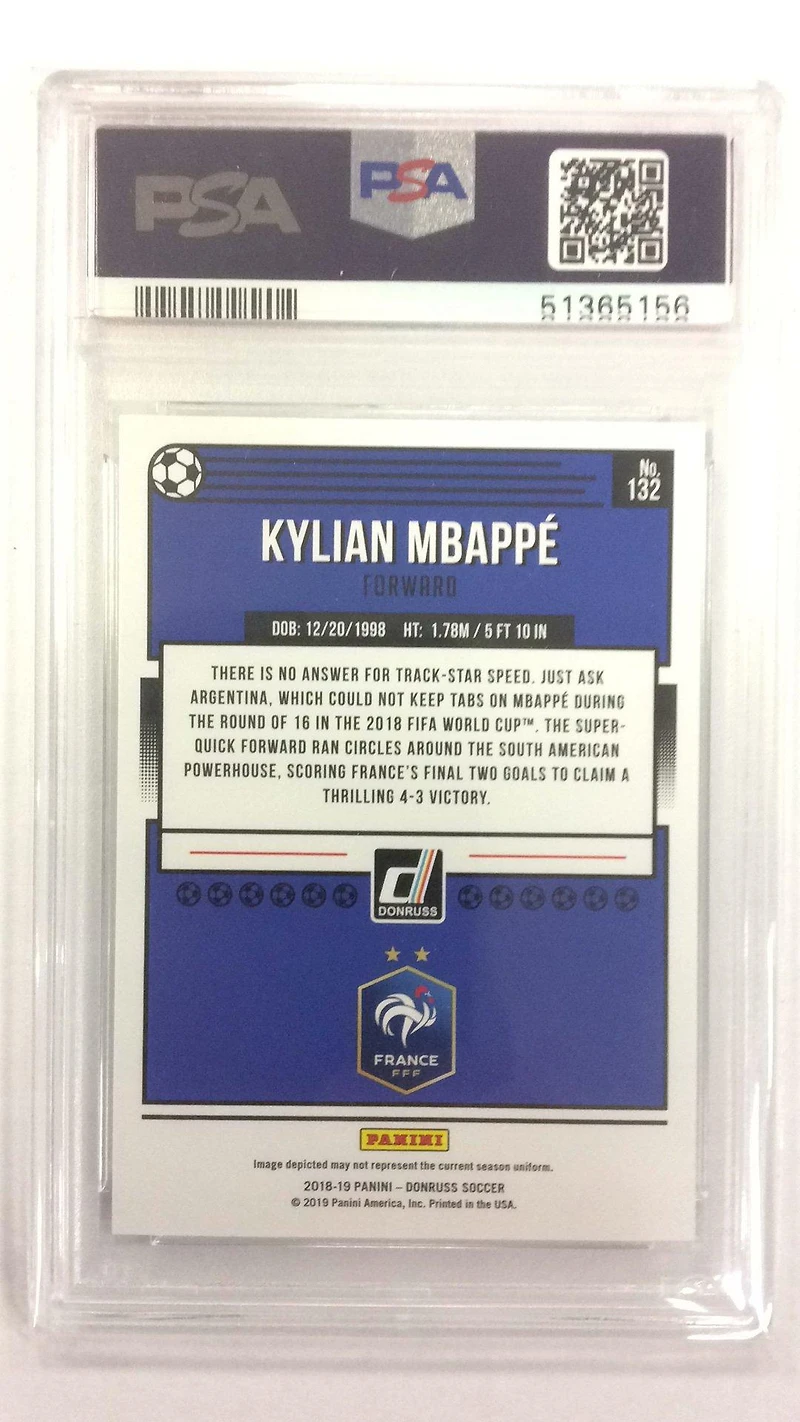 PSA
PSA
51365156
No.
132
KYLIAN MBAPPÉ
FORWARD
DOB: 12/20/1998 HT: 1.78M / 5 FT 10 IN
THERE IS NO ANSWER FOR TRACK-STAR SPEED. JUST ASK
ARGENTINA, WHICH COULD NOT KEEP TABS ON MBAPPÉ DURING
THE ROUND OF 16 IN THE 2018 FIFA WORLD CUP™. THE SUPER-
QUICK FORWARD RAN CIRCLES AROUND THE SOUTH AMERICAN
POWERHOUSE, SCORING FRANCE'S FINAL TWO GOALS TO CLAIM A
THRILLING 4-3 VICTORY.
d
DONRUSS
FRANCE
FFF
PANINI
Image depicted may not represent the current season uniform.
2018-19 PANINI – DONRUSS SOCCER
© 2019 Panini America, Inc. Printed in the USA.